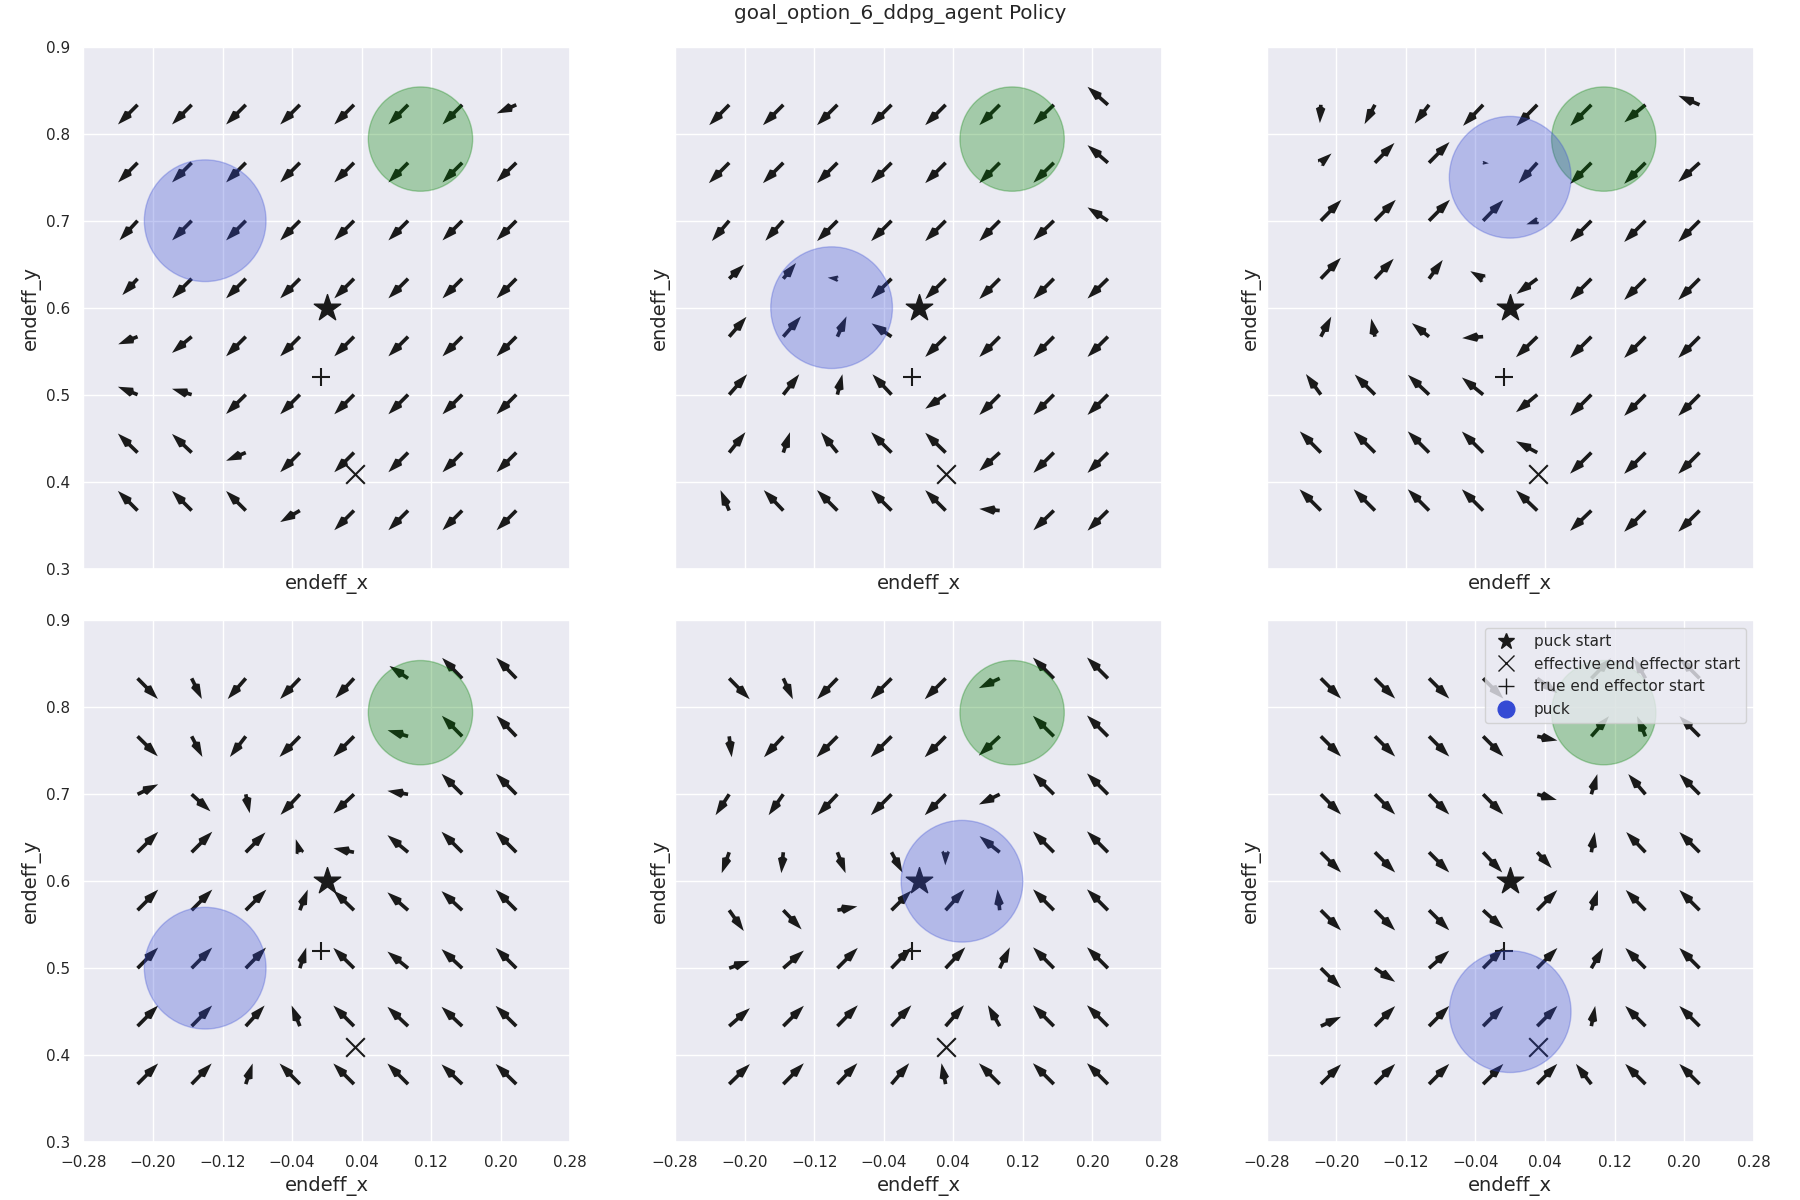 goal_option_6_ddpg_agent Policy
0.9
0.8
0.7
0.6
0.5
0.4
0.3
endeff_y
endeff_x
endeff_y
endeff_x
endeff_y
endeff_x
0.9
0.8
0.7
0.6
0.5
0.4
0.3
endeff_y
−0.28 −0.20 −0.12 −0.04 0.04 0.12 0.20 0.28
endeff_x
endeff_y
−0.28 −0.20 −0.12 −0.04 0.04 0.12 0.20 0.28
endeff_x
puck start
effective end effector start
true end effector start
puck
endeff_y
−0.28 −0.20 −0.12 −0.04 0.04 0.12 0.20 0.28
endeff_x